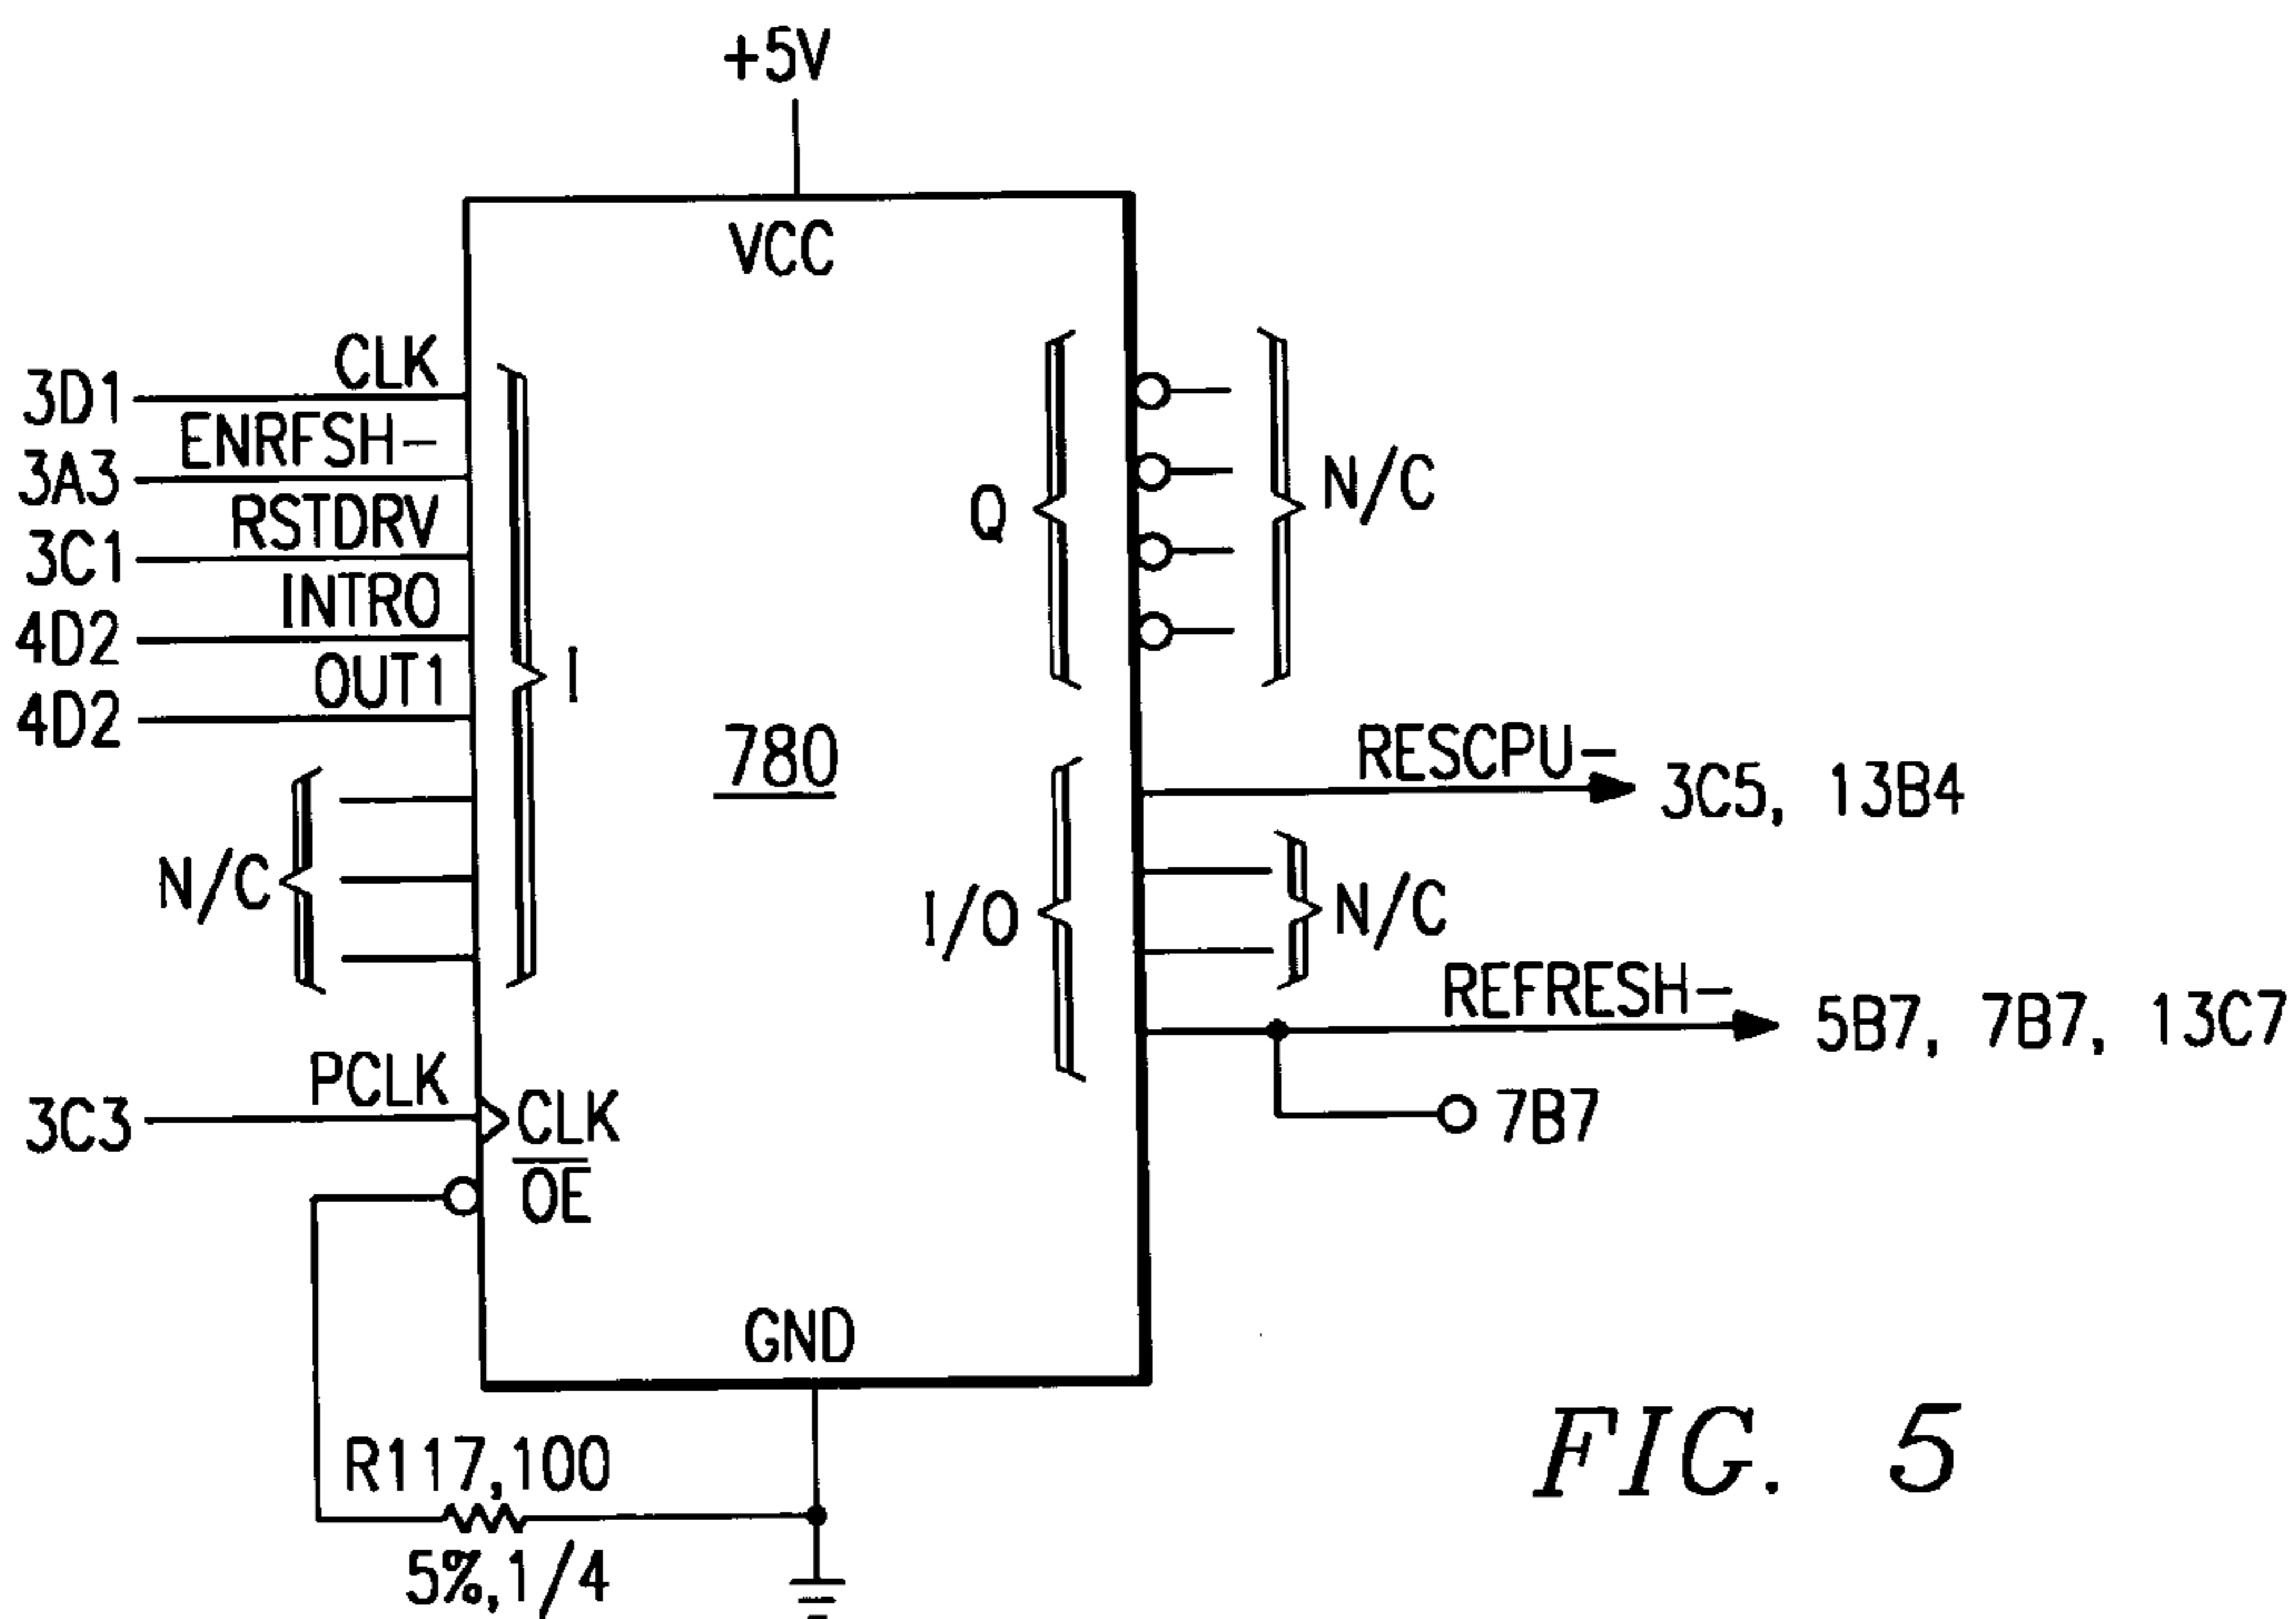 +5V
VCC
3D1 CLK
3A3 ENRFSH-
3C1 RSTDRV
4D2 INTRO
4D2 OUT1
I
N/C
Q
N/C
780
RESCPU-
3C5, 13B4
I/O
N/C
REFRESH-
5B7, 7B7, 13C7
7B7
3C3 PCLK
CLK
OE
GND
R117,100
5%,1/4
FIG. 5